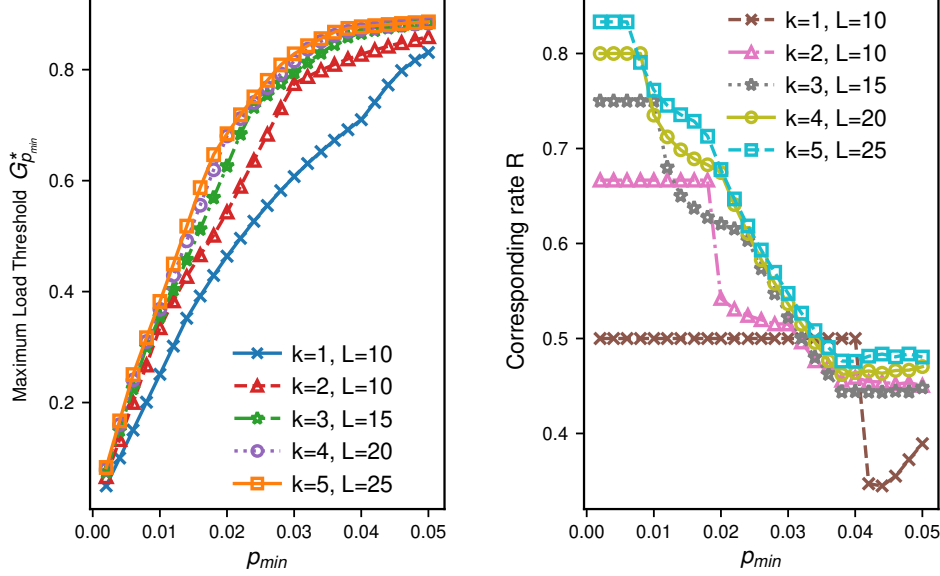 Maximum Load Threshold G*pmin
0.8
0.6
0.4
0.2
k=1, L=10
k=2, L=10
k=3, L=15
k=4, L=20
k=5, L=25
0.00 0.01 0.02 0.03 0.04 0.05
pmin
Corresponding rate R
0.8
0.7
0.6
0.5
0.4
k=1, L=10
k=2, L=10
k=3, L=15
k=4, L=20
k=5, L=25
0.00 0.01 0.02 0.03 0.04 0.05
pmin